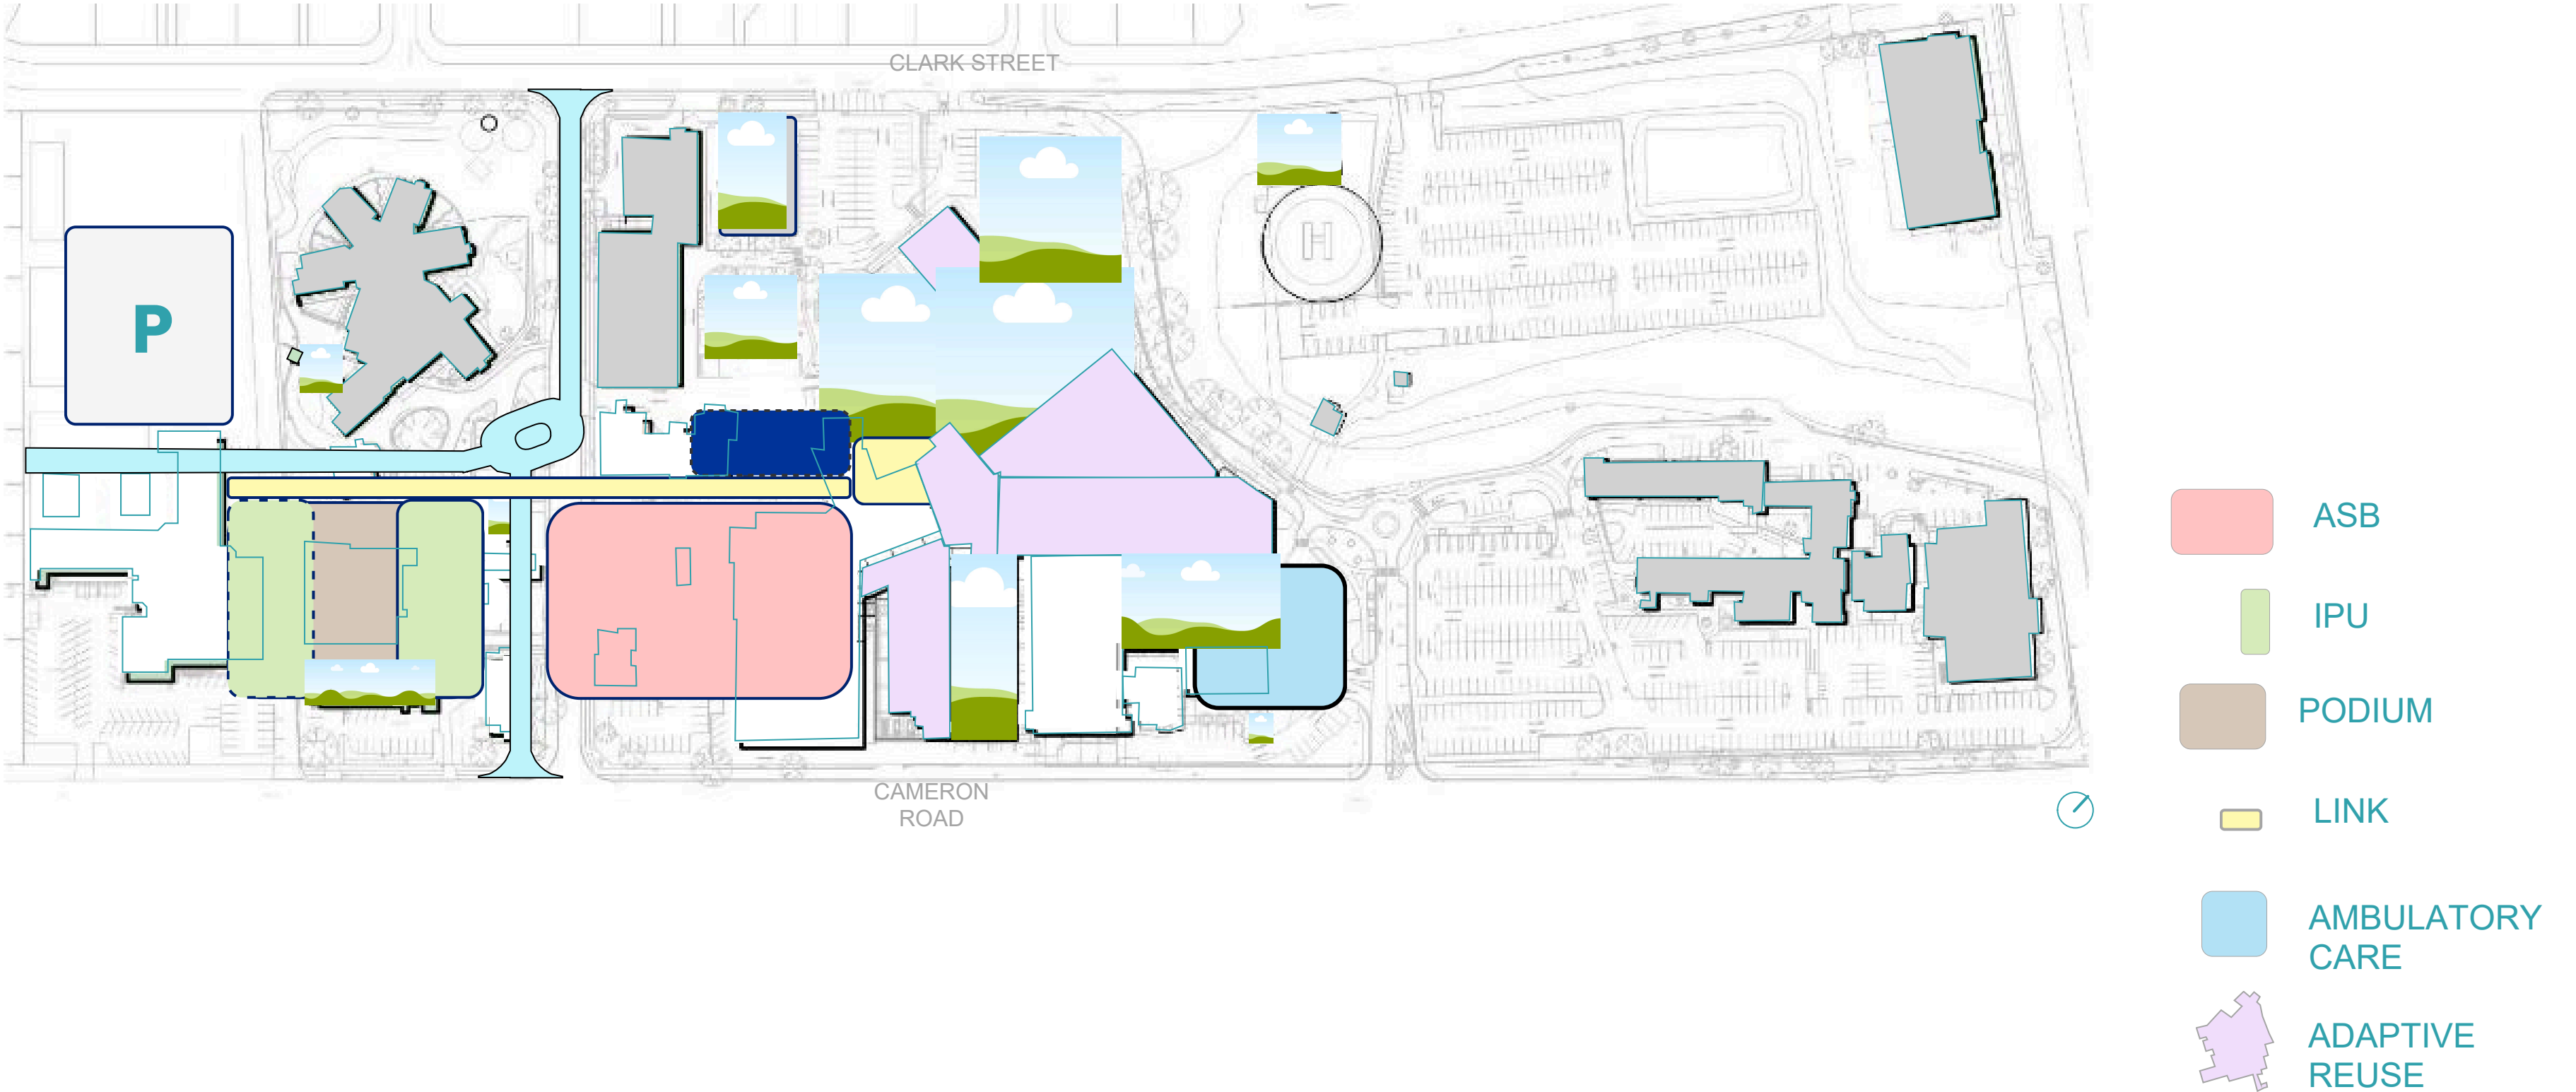 CLARK STREET
H
P
ASB
IPU
PODIUM
LINK
CAMERON
ROAD
AMBULATORY
CARE
ADAPTIVE
REUSE